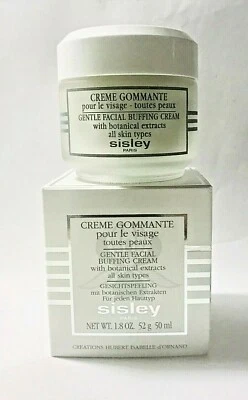 CREME GOMMANTE
pour le visage - toutes peaux
GENTLE FACIAL BUFFING CREAM
with botanical extracts
all skin types
sisley
PARIS
CREME GOMMANTE
pour le visage
toutes peaux
GENTLE FACIAL
BUFFING CREAM
with botanical extracts
all skin types
GESICHTSPEELING
mit botanischen Extrakten
Für jeden Hauttyp
sisley
PARIS
NET WT. 1.8 OZ. 52 g 50 ml
CREATIONS HUBERT ISABELLE d'ORNANO